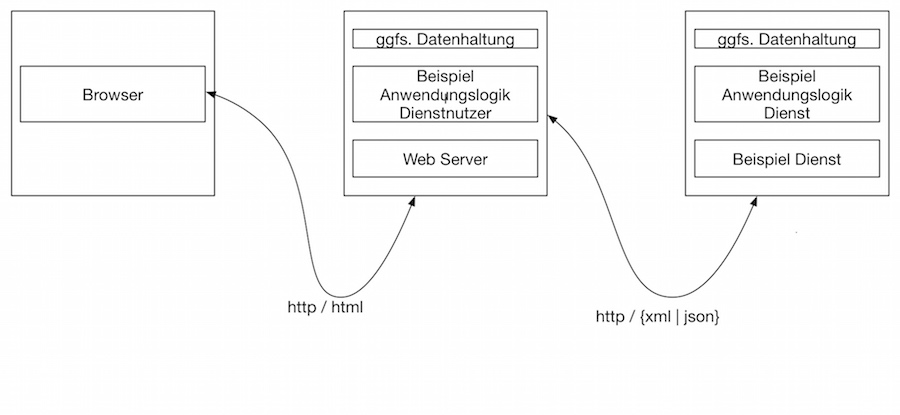 Browser
ggfs. Datenhaltung
Beispiel
Anwendungslogik
Dienstnutzer
Web Server
ggfs. Datenhaltung
Beispiel
Anwendungslogik
Dienst
Beispiel Dienst
http / html
http / {xml | json}